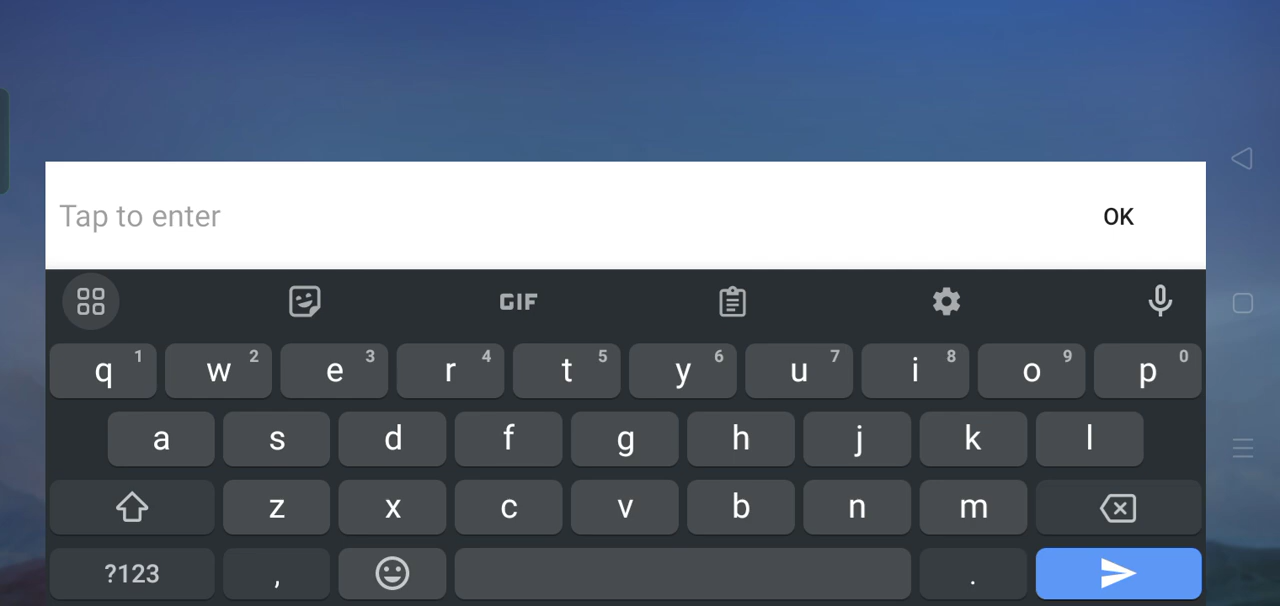 Tap to enter OK
GIF
q 1 w 2 e 3 r 4 t 5 y 6 u 7 i 8 o 9 p 0
a s d f g h j k l
z x c v b n m
?123 , .